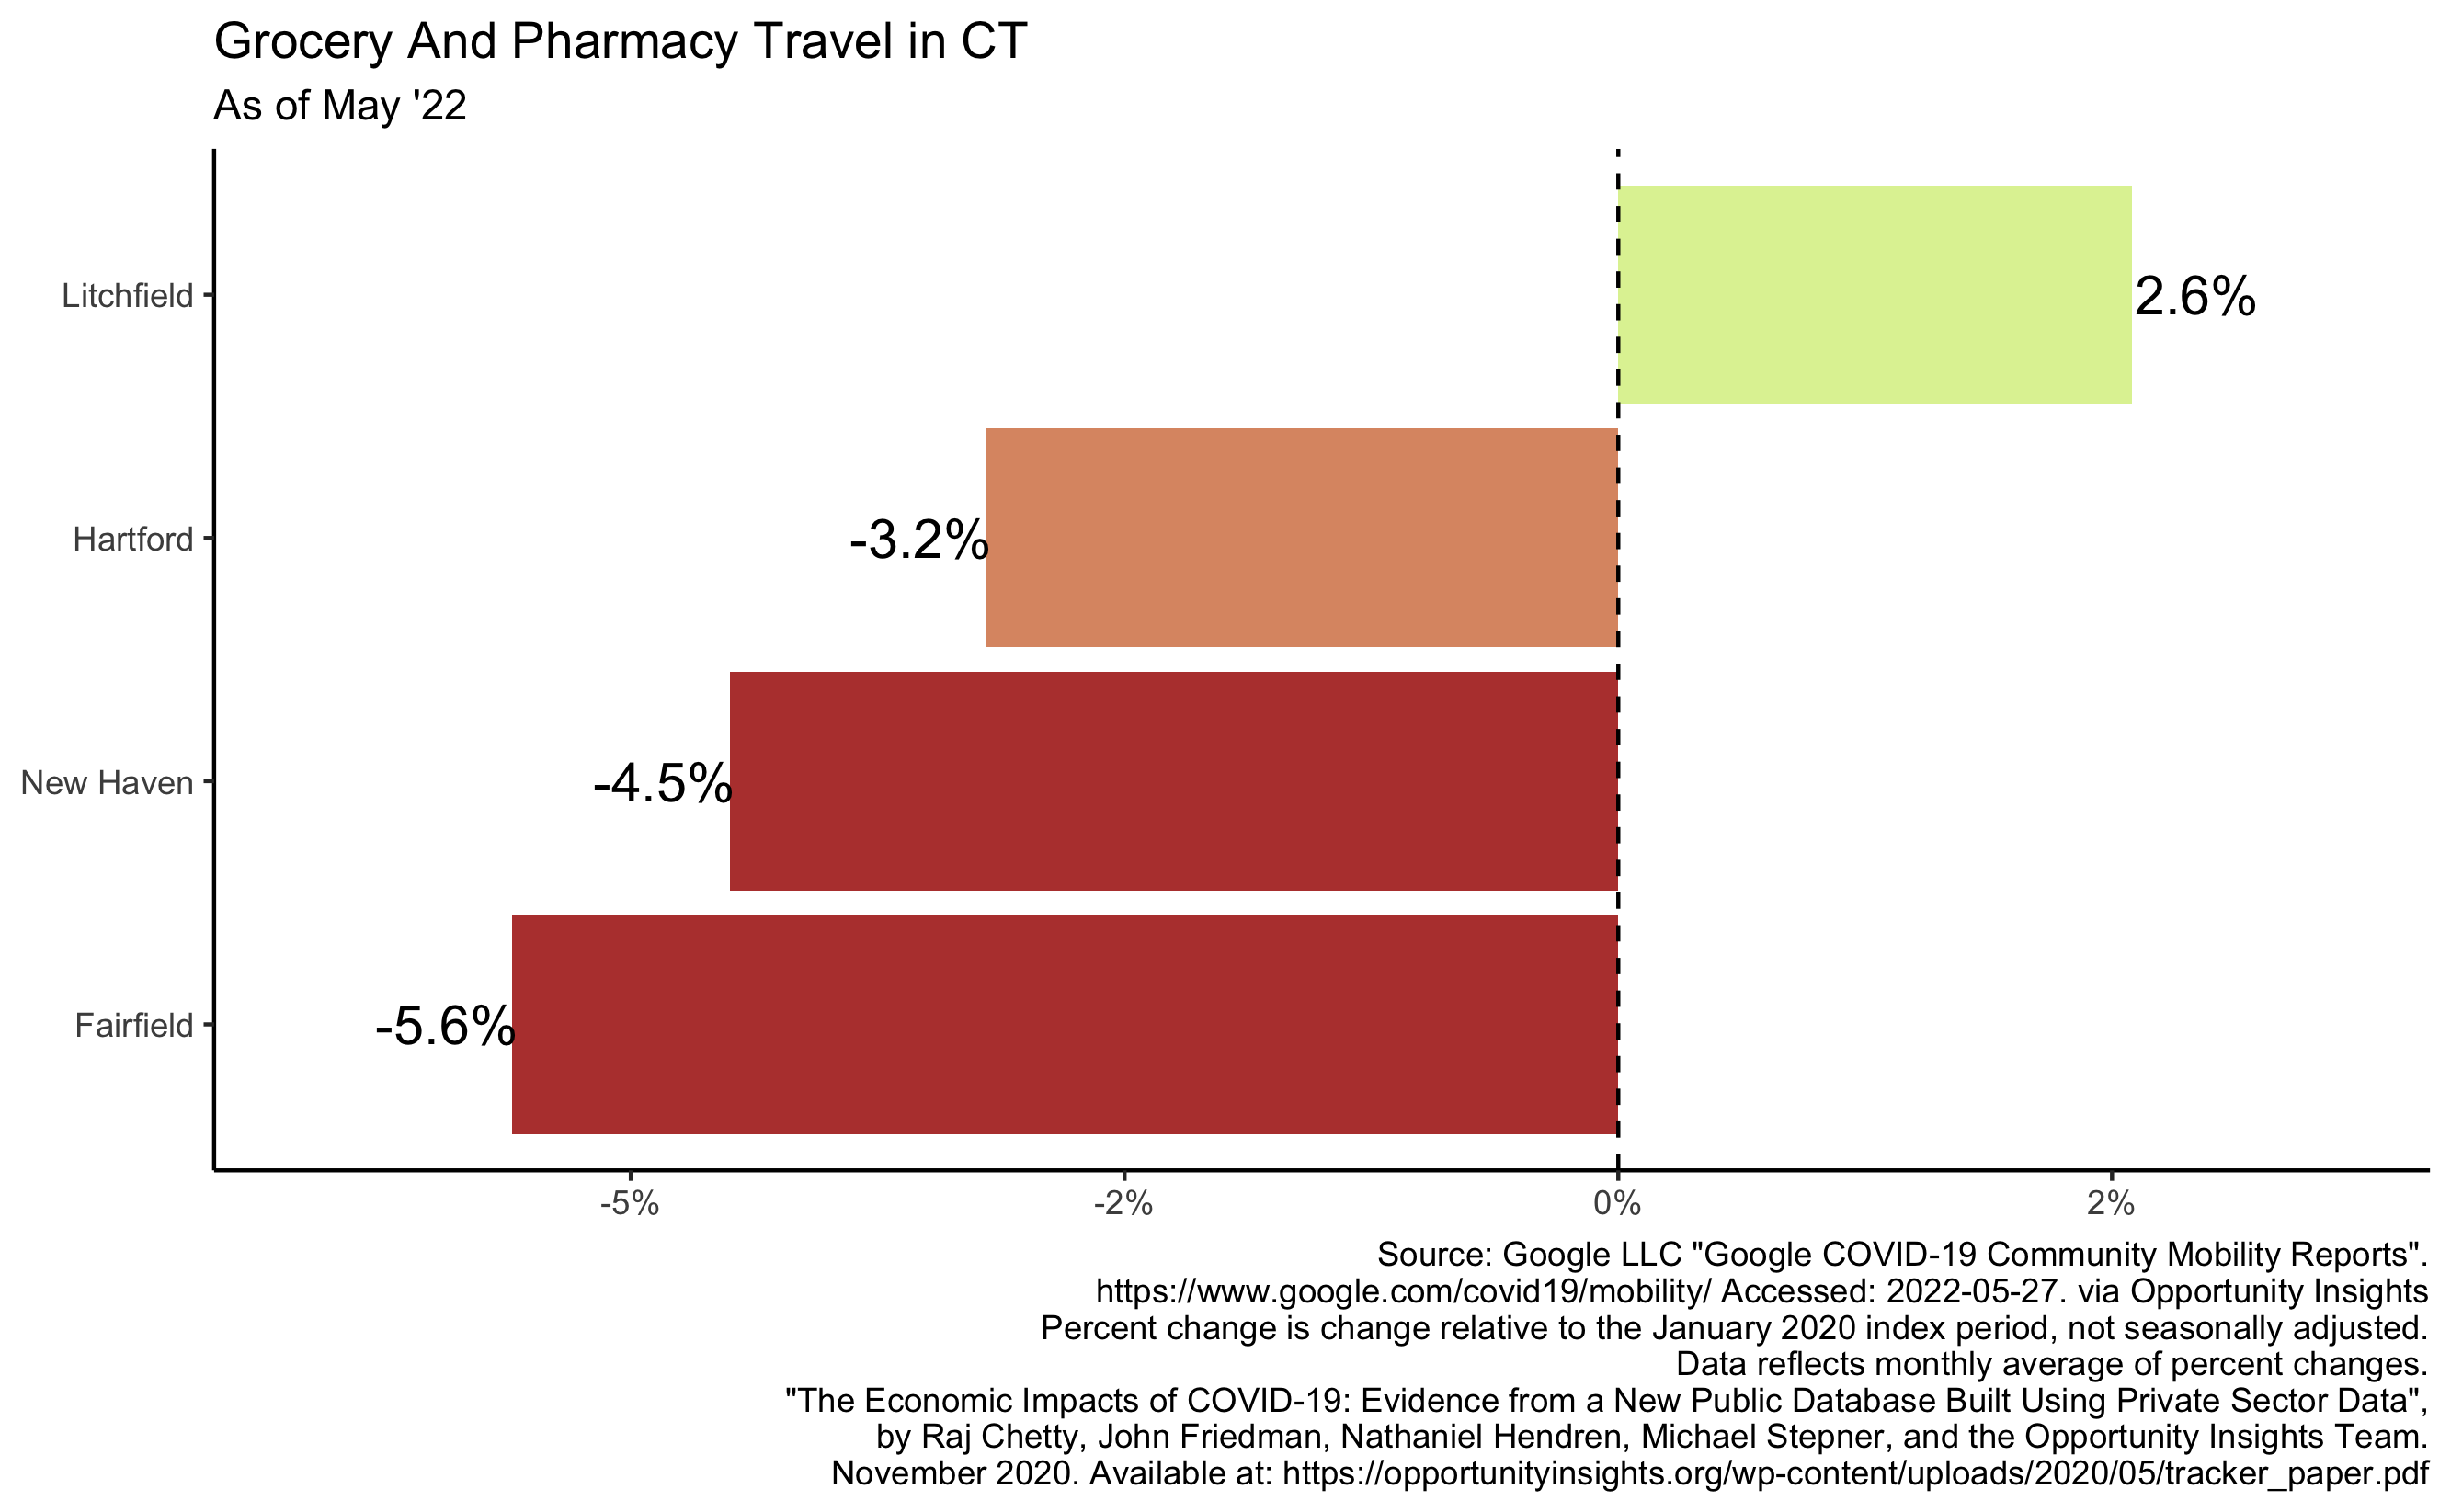 Grocery And Pharmacy Travel in CT
As of May '22
Litchfield
2.6%
Hartford
-3.2%
New Haven
-4.5%
Fairfield
-5.6%
-5%
-2%
0%
2%
Source: Google LLC "Google COVID-19 Community Mobility Reports".
https://www.google.com/covid19/mobility/ Accessed: 2022-05-27. via Opportunity Insights
Percent change is change relative to the January 2020 index period, not seasonally adjusted.
Data reflects monthly average of percent changes.
"The Economic Impacts of COVID-19: Evidence from a New Public Database Built Using Private Sector Data",
by Raj Chetty, John Friedman, Nathaniel Hendren, Michael Stepner, and the Opportunity Insights Team.
November 2020. Available at: https://opportunityinsights.org/wp-content/uploads/2020/05/tracker_paper.pdf